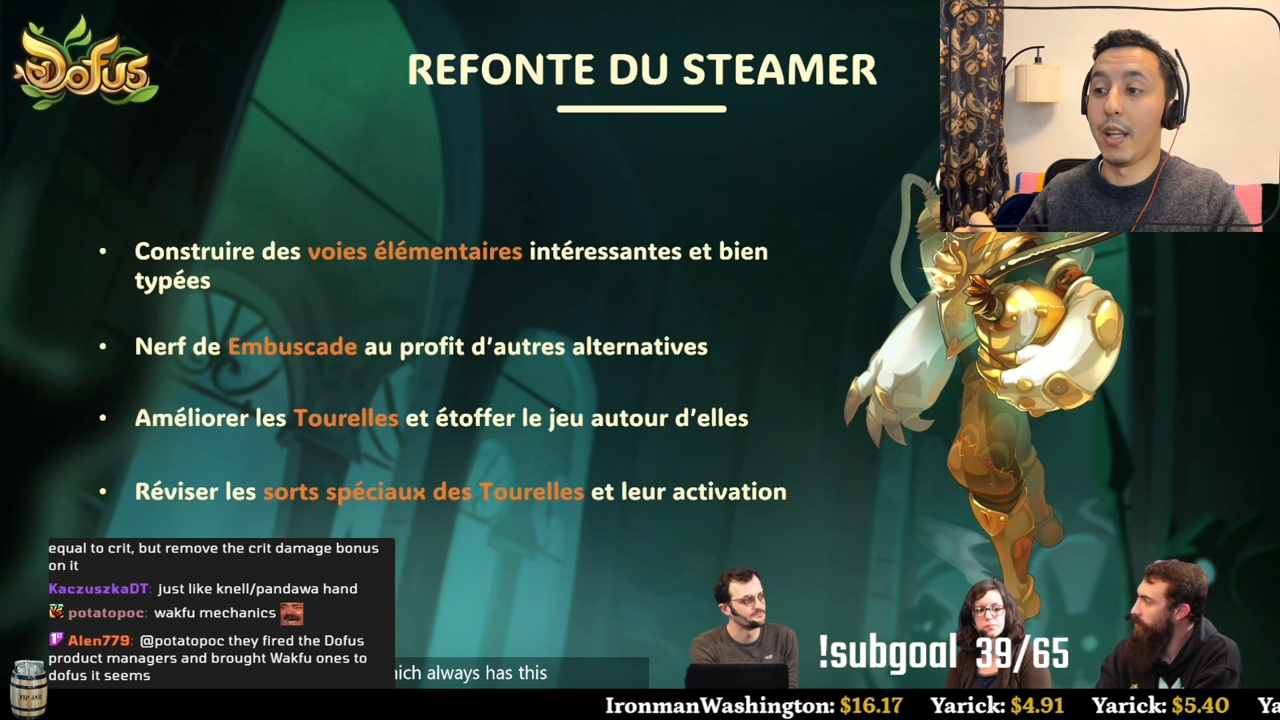 Dofus
REFONTE DU STEAMER
• Construire des voies élémentaires intéressantes et bien
typées
• Nerf de Embuscade au profit d’autres alternatives
• Améliorer les Tourelles et étoffer le jeu autour d’elles
• Réviser les sorts spéciaux des Tourelles et leur activation
equal to crit, but remove the crit damage bonus
on it
KaczuszkaDT: just like knell/pandawa hand
potatopoc: wakfu mechanics
1st Alen779: @potatopoc they fired the Dofus
product managers and brought Wakfu ones to
dofus it seems
always has this
!subgoal 39/65
TIP JAR
IronmanWashington: $16.17 Yarick: $4.91 Yarick: $5.40